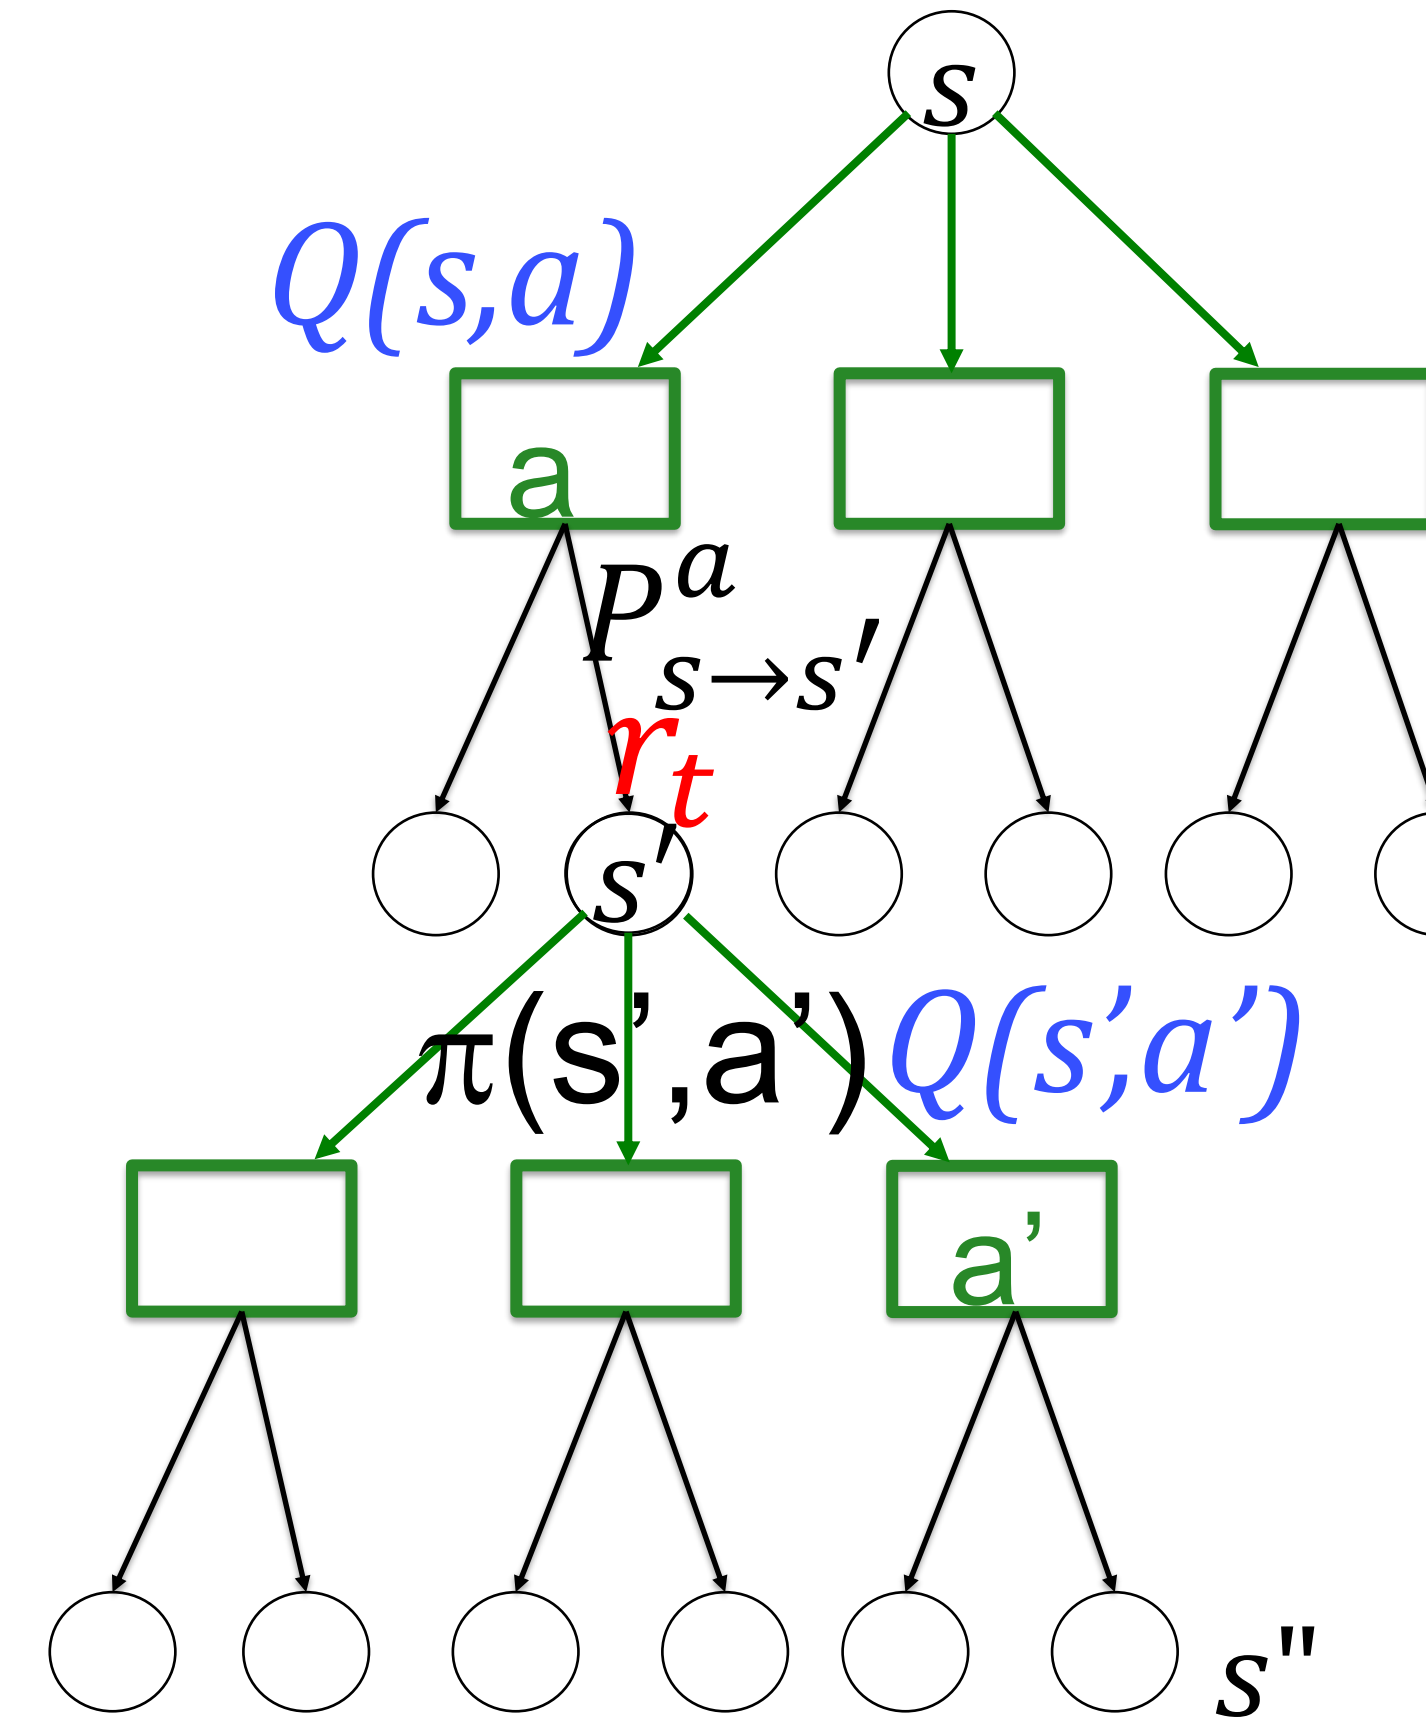 s
Q(s,a)
a
P^a_{s→s′}
r_t
s′
π(s’,a’) Q(s’,a’)
a’
s"